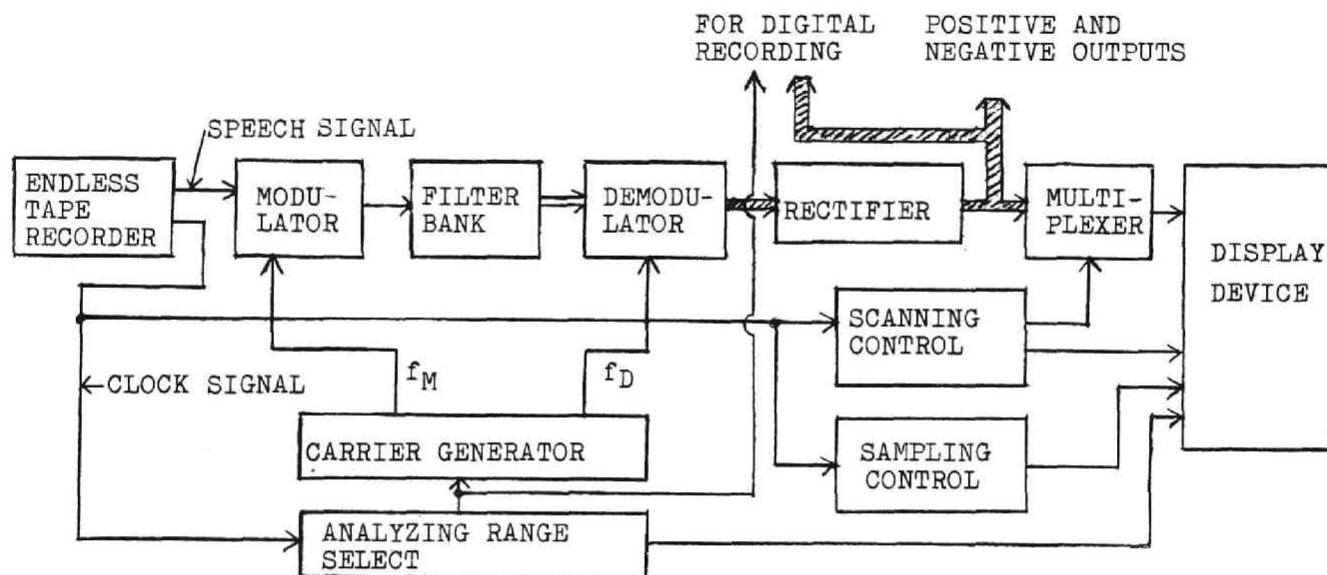 FOR DIGITAL
RECORDING
POSITIVE AND
NEGATIVE OUTPUTS
SPEECH SIGNAL
ENDLESS
TAPE
RECORDER
MODU-
LATOR
FILTER
BANK
DEMODU-
LATOR
RECTIFIER
MULTI-
PLEXER
DISPLAY
DEVICE
SCANNING
CONTROL
CLOCK SIGNAL
fM
fD
CARRIER GENERATOR
SAMPLING
CONTROL
ANALYZING RANGE
SELECT